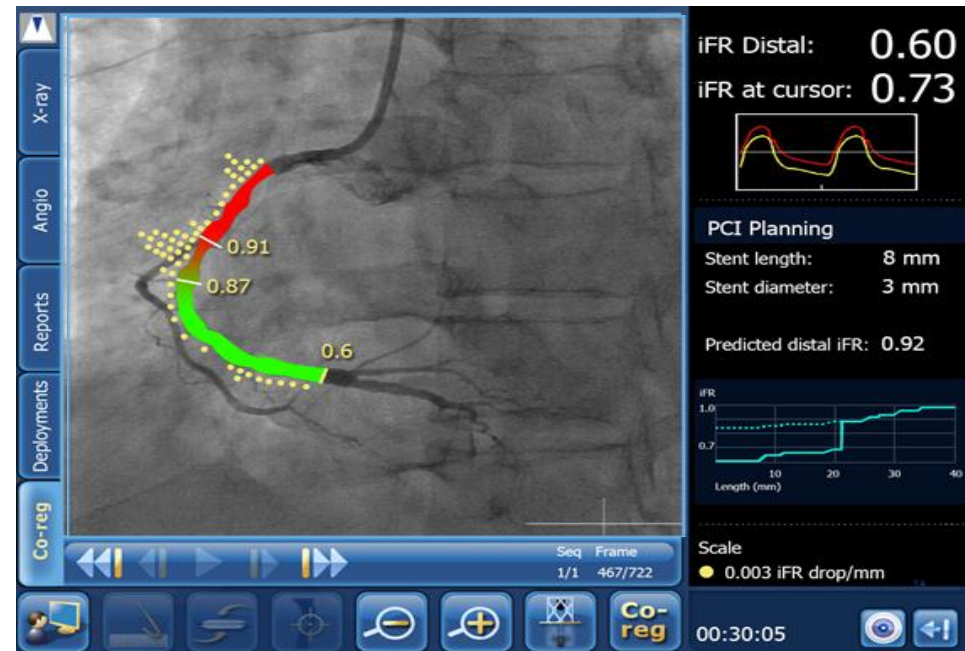 X-ray
Angio
Reports
Deployments
Co-reg
0.91
0.87
0.6
Seq Frame
1/1 467/722
Co-
reg
iFR Distal: 0.60
iFR at cursor: 0.73
PCI Planning
Stent length: 8 mm
Stent diameter: 3 mm
Predicted distal iFR: 0.92
iFR
1.0
0.7
10 20 30 40
Length (mm)
Scale
0.003 iFR drop/mm
00:30:05